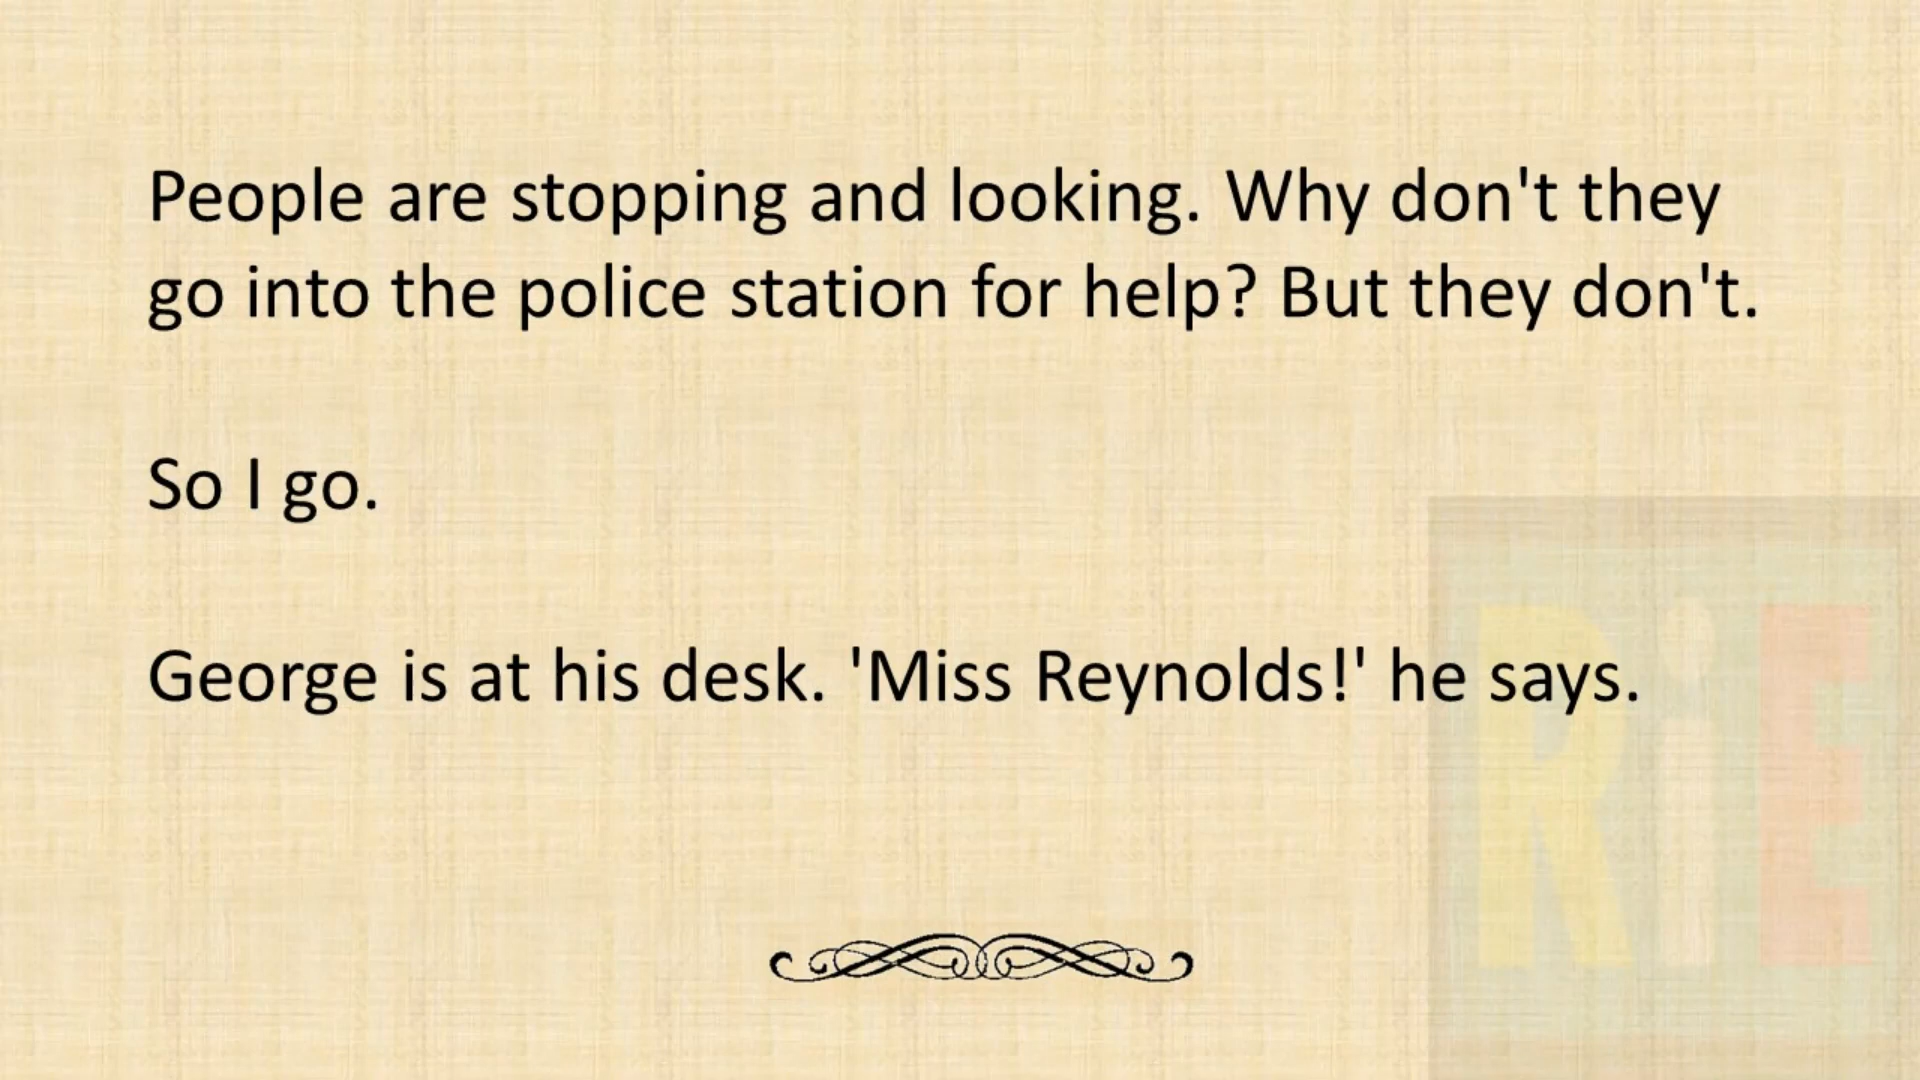 People are stopping and looking. Why don't they
go into the police station for help? But they don't.
So I go.
George is at his desk. 'Miss Reynolds!' he says.
RiE